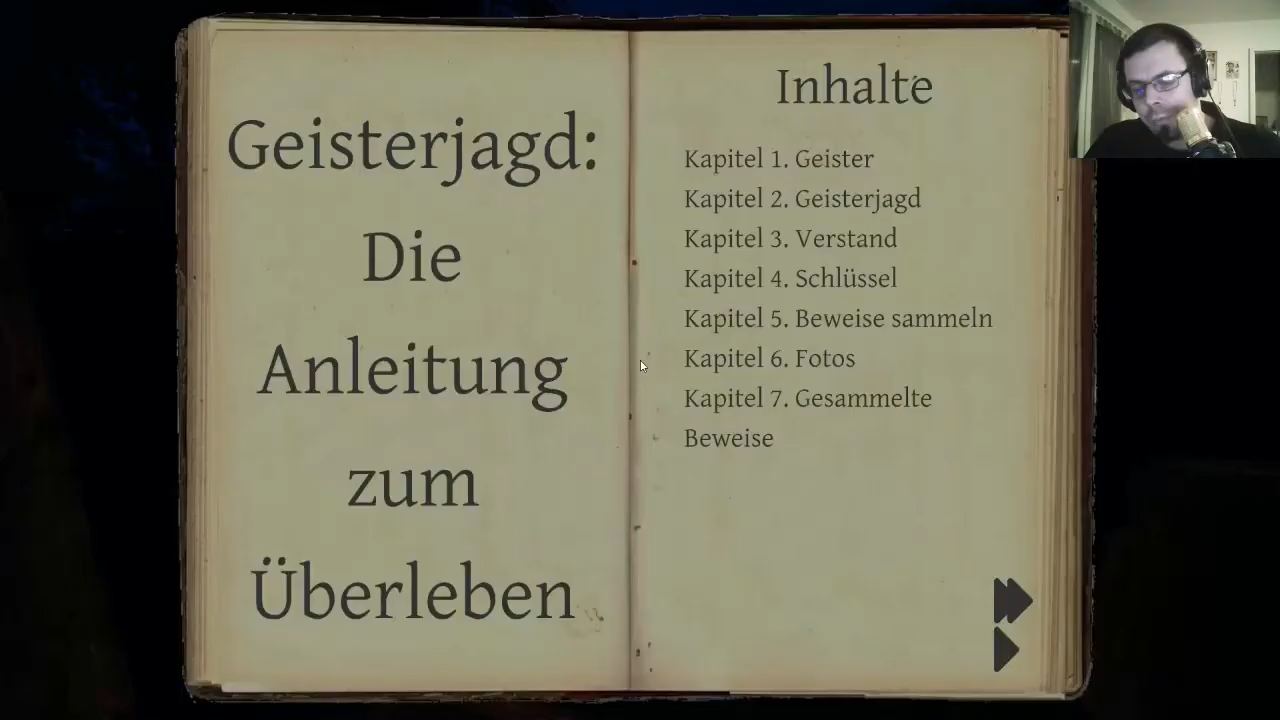 Geisterjagd:
Die
Anleitung
zum
Überleben
Inhalte
Kapitel 1. Geister
Kapitel 2. Geisterjagd
Kapitel 3. Verstand
Kapitel 4. Schlüssel
Kapitel 5. Beweise sammeln
Kapitel 6. Fotos
Kapitel 7. Gesammelte
Beweise